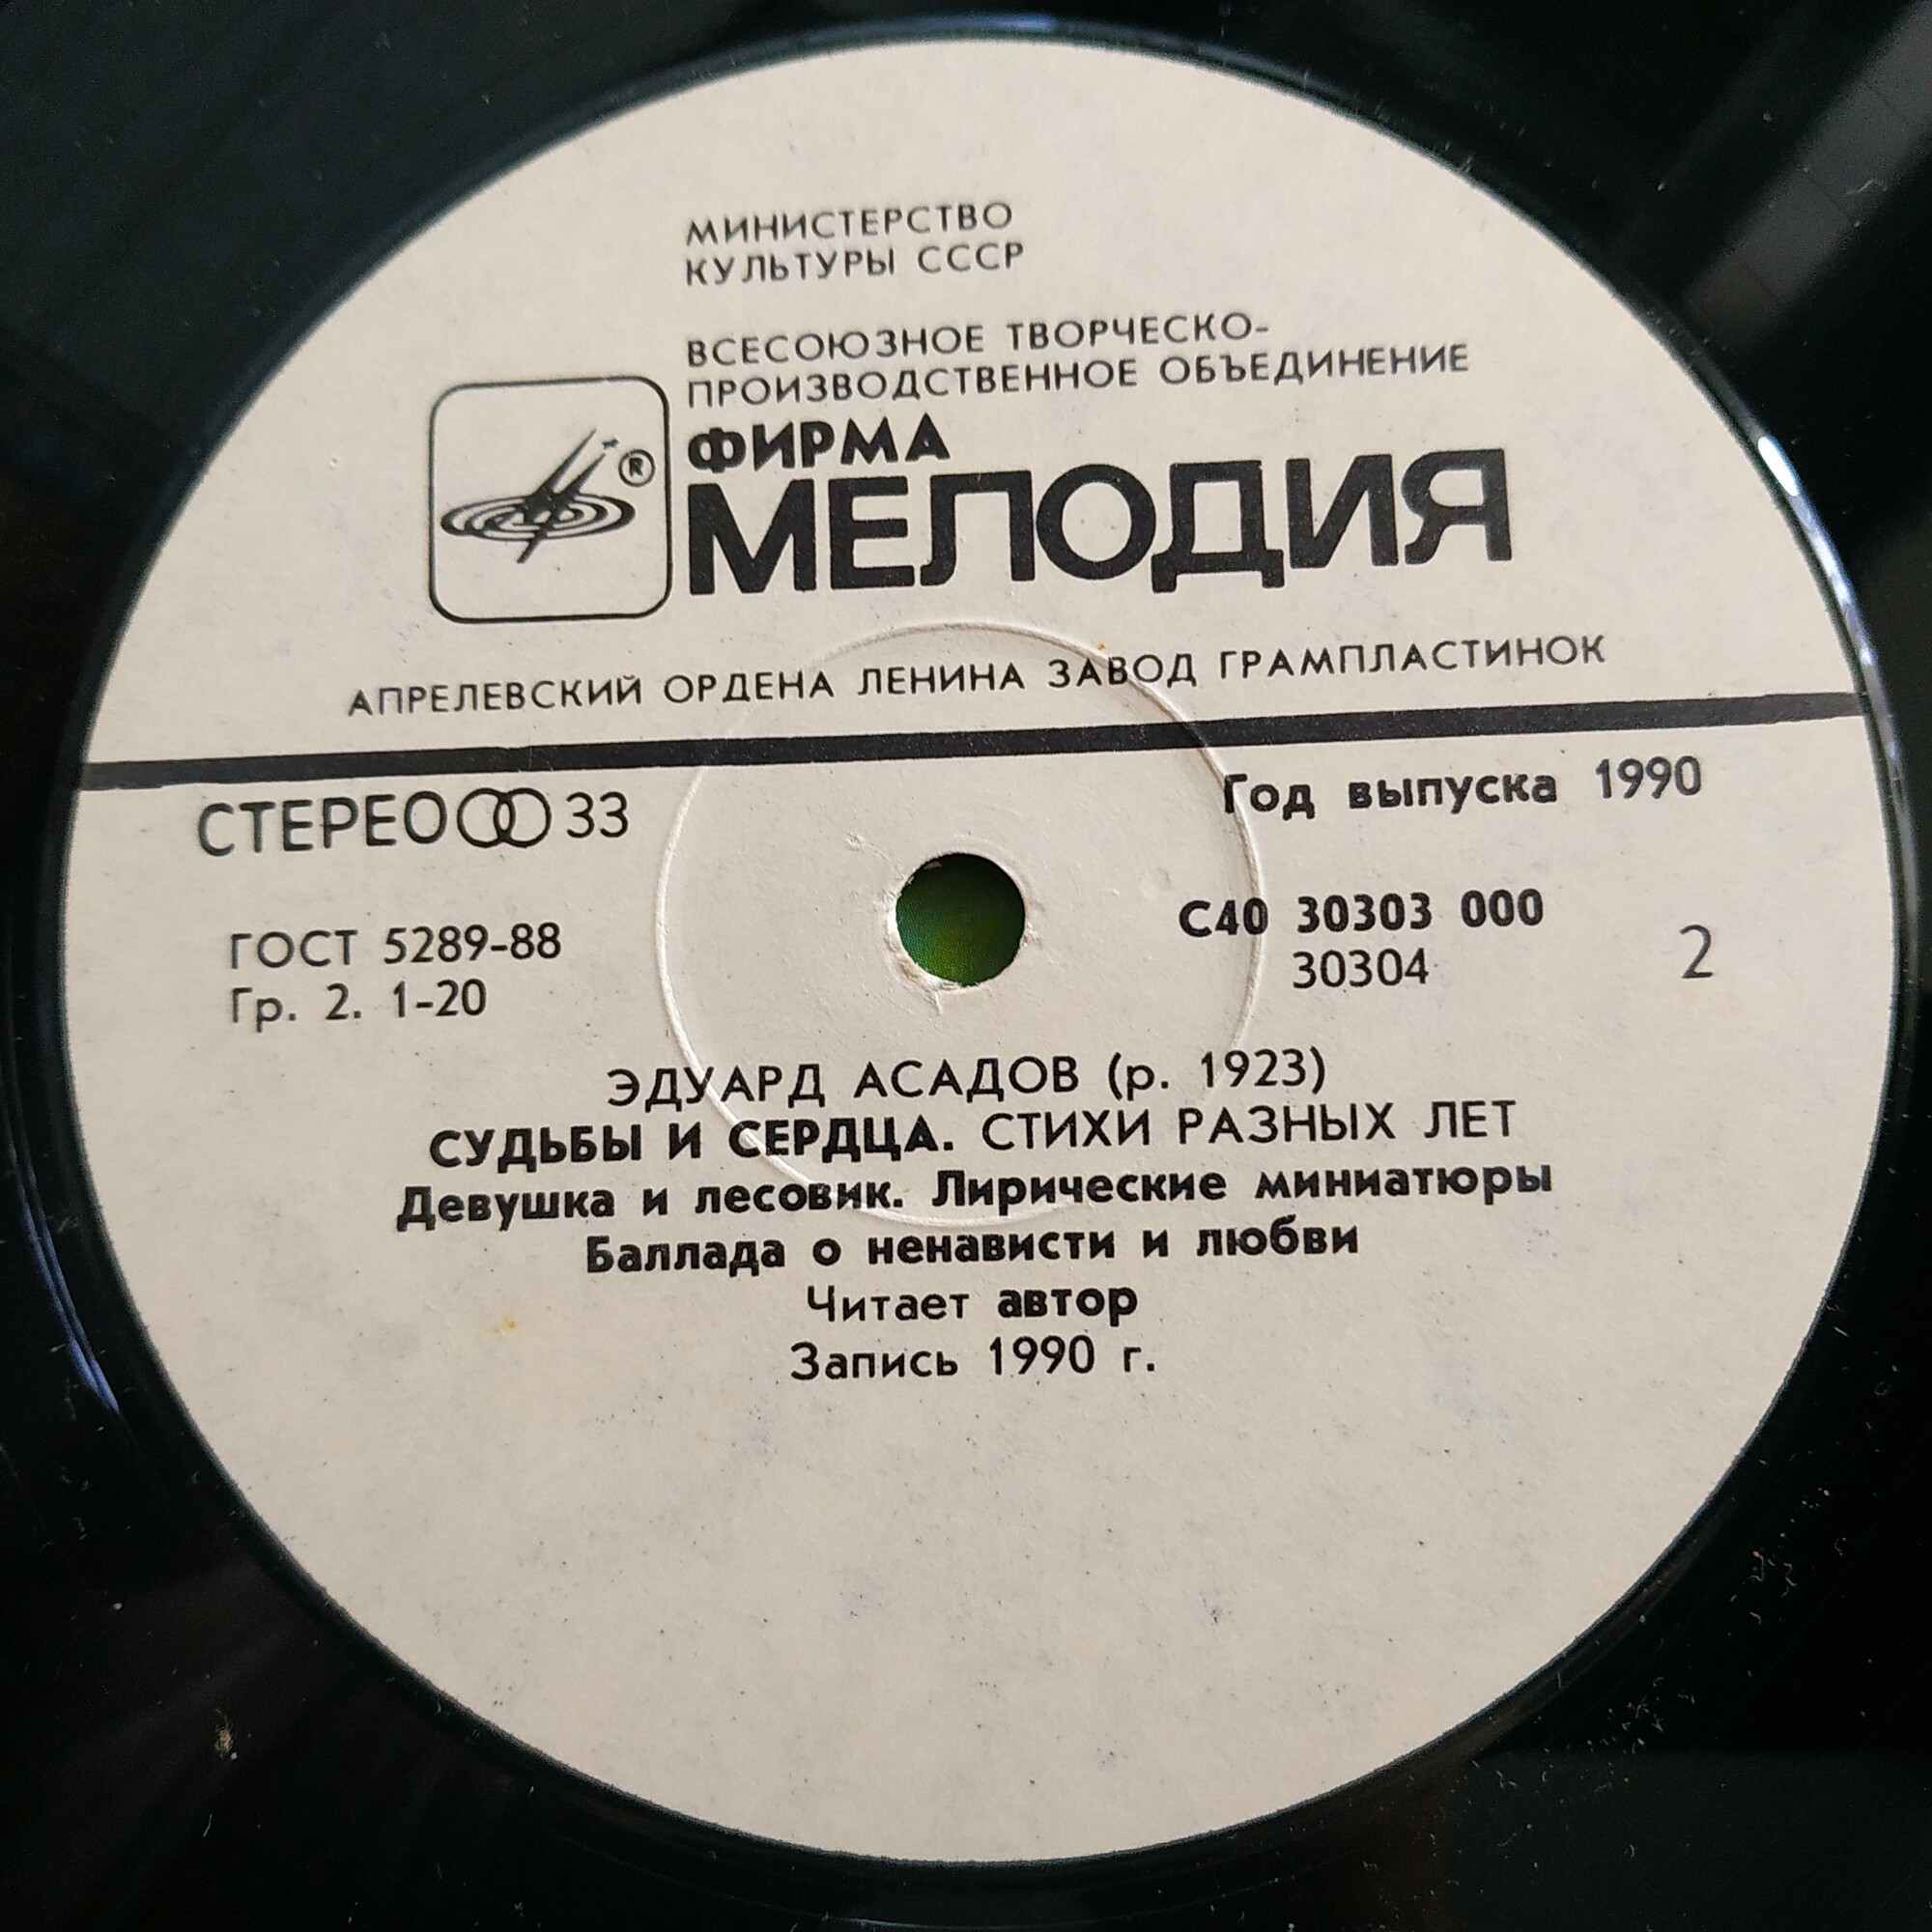 МИНИСТЕРСТВО
КУЛЬТУРЫ СССР
ВСЕСОЮЗНОЕ ТВОРЧЕСКО-
ПРОИЗВОДСТВЕННОЕ ОБЪЕДИНЕНИЕ
ФИРМА
®
МЕЛОДИЯ
АПРЕЛЕВСКИЙ ОРДЕНА ЛЕНИНА ЗАВОД ГРАМПЛАСТИНОК
СТЕРЕО 33
Год выпуска 1990
ГОСТ 5289-88
Гр. 2. 1-20
С40 30303 000
30304
2
ЭДУАРД АСАДОВ (р. 1923)
СУДЬБЫ И СЕРДЦА. СТИХИ РАЗНЫХ ЛЕТ
Девушка и лесовик. Лирические миниатюры
Баллада о ненависти и любви
Читает автор
Запись 1990 г.